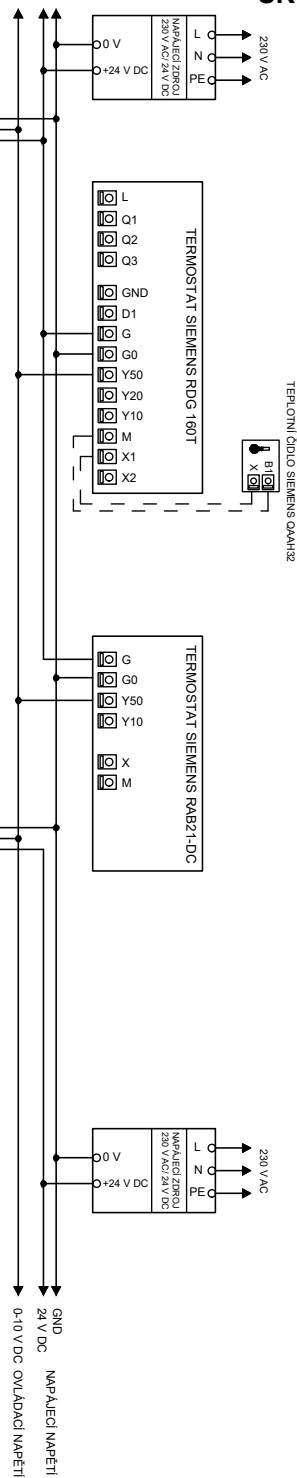 230 V AC
L
N
PE
NAPÁJECÍ ZDROJ
230 V AC/ 24 V DC
0 V
+24 V DC
TERMOSTAT SIEMENS RDG 160T
L
Q1
Q2
Q3
GND
D1
G
G0
Y50
Y20
Y10
M
X1
X2
TEPLOTNÍ ČIDLO SIEMENS QAAH32
B1
X
TERMOSTAT SIEMENS RAB21-DC
G
G0
Y50
Y10
X
M
230 V AC
L
N
PE
NAPÁJECÍ ZDROJ
230 V AC/ 24 V DC
0 V
+24 V DC
GND
24 V DC
NAPÁJECÍ NAPĚTÍ
0-10 V DC OVLÁDACÍ NAPĚTÍ